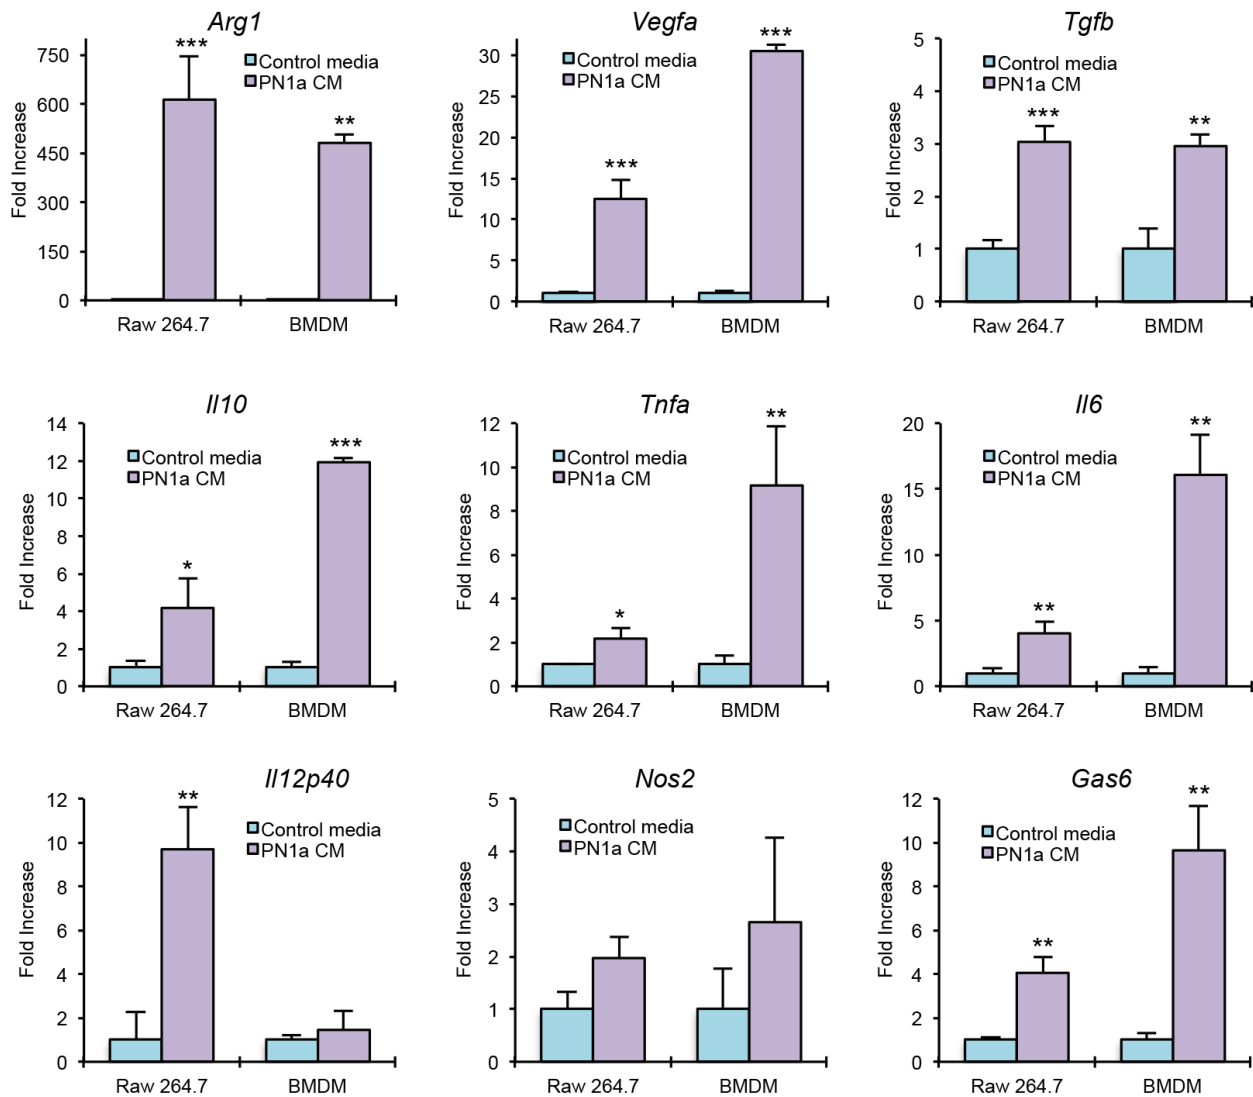 Arg1
Fold Increase
750
600
450
300
150
0
***
**
Control media
PN1a CM
Raw 264.7
BMDM
Vegfa
Fold Increase
30
25
20
15
10
5
0
***
***
Control media
PN1a CM
Raw 264.7
BMDM
Tgfb
Fold Increase
5
4
3
2
1
0
***
**
Control media
PN1a CM
Raw 264.7
BMDM
Il10
Fold Increase
14
12
10
8
6
4
2
0
*
***
Control media
PN1a CM
Raw 264.7
BMDM
Tnfa
Fold Increase
12
10
8
6
4
2
0
*
**
Control media
PN1a CM
Raw 264.7
BMDM
Il6
Fold Increase
20
15
10
5
0
**
**
Control media
PN1a CM
Raw 264.7
BMDM
Il12p40
Fold Increase
12
10
8
6
4
2
0
**
Control media
PN1a CM
Raw 264.7
BMDM
Nos2
Fold Increase
5
4
3
2
1
0
Control media
PN1a CM
Raw 264.7
BMDM
Gas6
Fold Increase
12
10
8
6
4
2
0
**
**
Control media
PN1a CM
Raw 264.7
BMDM